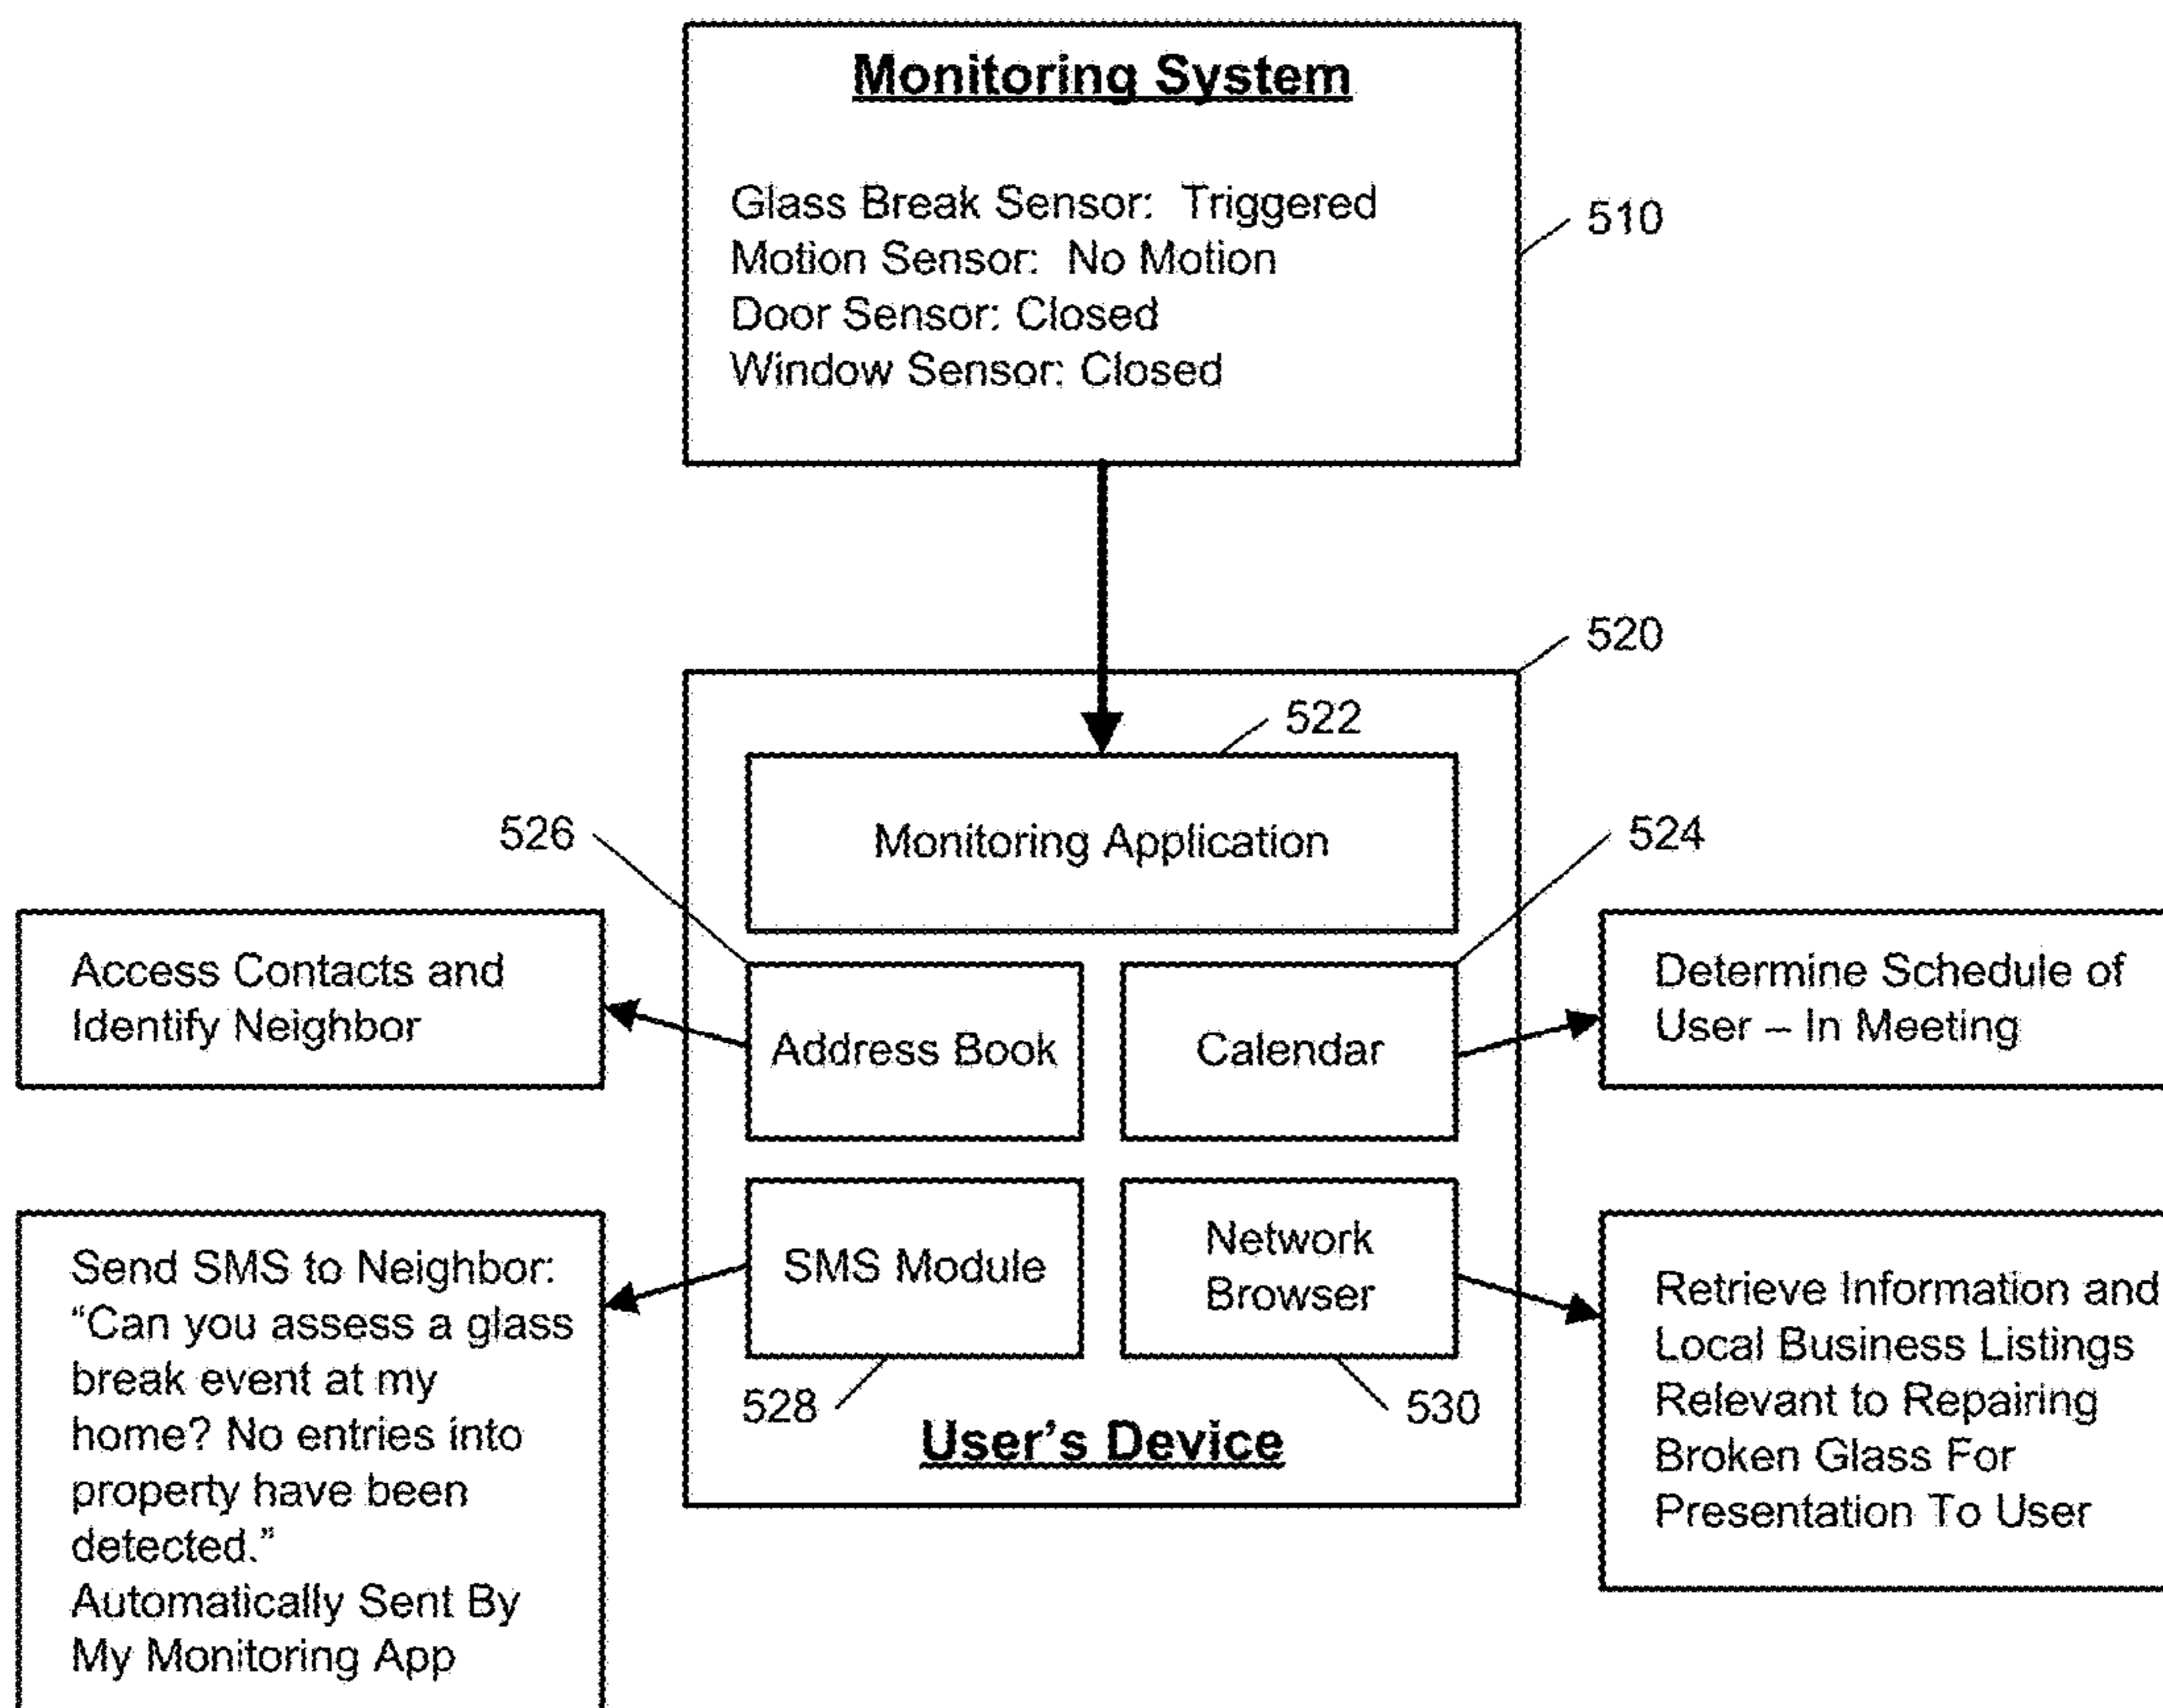 Monitoring System
Glass Break Sensor: Triggered
Motion Sensor: No Motion
Door Sensor: Closed
Window Sensor: Closed
510
520
522
Monitoring Application
526
524
Access Contacts and
Identify Neighbor
Address Book
Calendar
Determine Schedule of
User – In Meeting
Send SMS to Neighbor:
“Can you assess a glass
break event at my
home? No entries into
property have been
detected.”
Automatically Sent By
My Monitoring App
SMS Module
Network
Browser
Retrieve Information and
Local Business Listings
Relevant to Repairing
Broken Glass For
Presentation To User
528
530
User’s Device